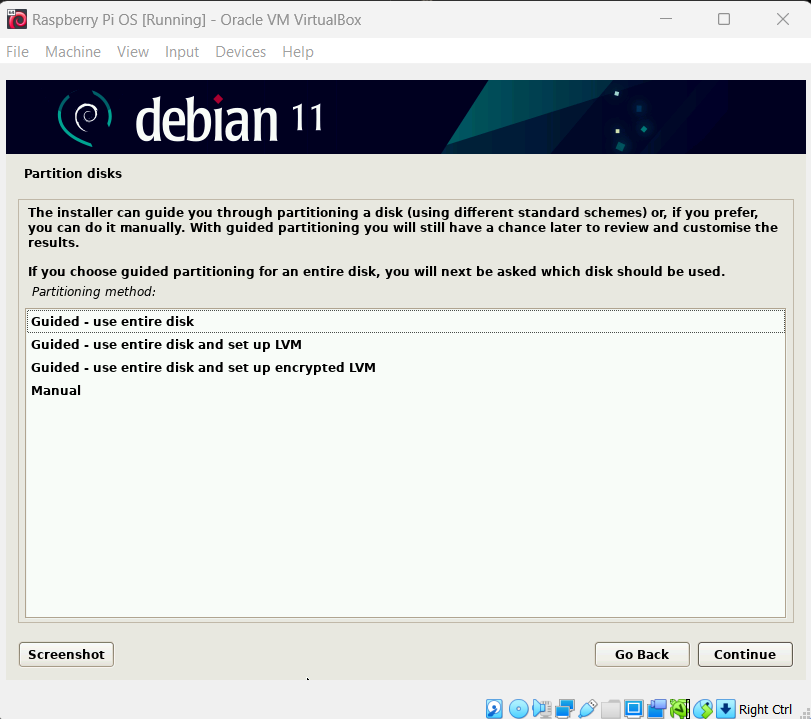 Raspberry Pi OS [Running] - Oracle VM VirtualBox
File Machine View Input Devices Help
debian 11
Partition disks
The installer can guide you through partitioning a disk (using different standard schemes) or, if you prefer,
you can do it manually. With guided partitioning you will still have a chance later to review and customise the
results.
If you choose guided partitioning for an entire disk, you will next be asked which disk should be used.
Partitioning method:
Guided - use entire disk
Guided - use entire disk and set up LVM
Guided - use entire disk and set up encrypted LVM
Manual
Screenshot Go Back Continue
Right Ctrl